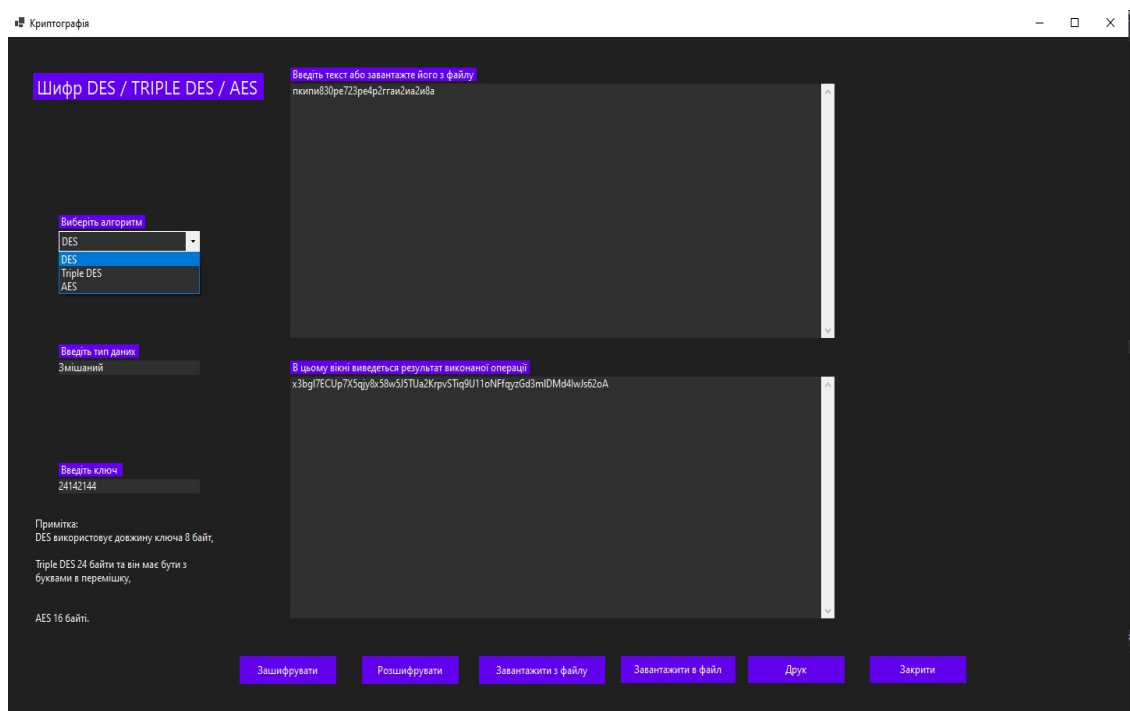 Криптографія
Шифр DES / TRIPLE DES / AES
Введіть текст або завантажте його з файлу
пкипи830ре723ре4р2ггаи2иа2и8а
Виберіть алгоритм
DES
DES
Triple DES
AES
Введіть тип даних
Змішаний
В цьому вікні виведеться результат виконаної операції
Введіть ключ
24142144
Примітка:
DES використовує довжину ключа 8 байт,
Triple DES 24 байти та він має бути з
буквами в перемішку,
AES 16 байті.
Зашифрувати
Розшифрувати
Завантажити з файлу
Завантажити в файл
Друк
Закрити